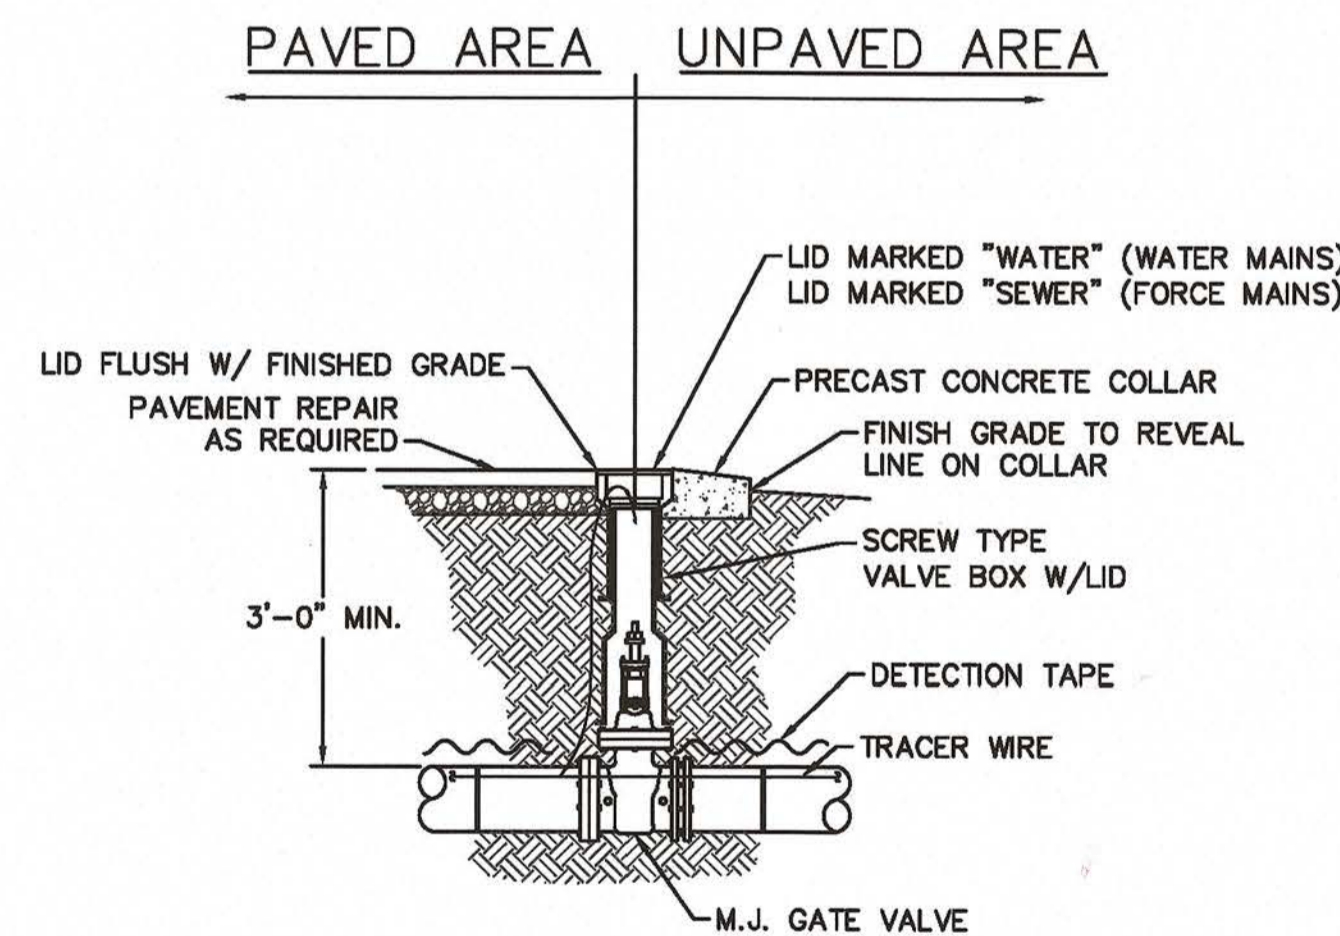 PAVED AREA UNPAVED AREA
LID MARKED "WATER" (WATER MAINS)
LID MARKED "SEWER" (FORCE MAINS)
LID FLUSH W/ FINISHED GRADE
PAVEMENT REPAIR
AS REQUIRED
PRECAST CONCRETE COLLAR
FINISH GRADE TO REVEAL
LINE ON COLLAR
SCREW TYPE
VALVE BOX W/LID
3'-0" MIN.
DETECTION TAPE
TRACER WIRE
M.J. GATE VALVE